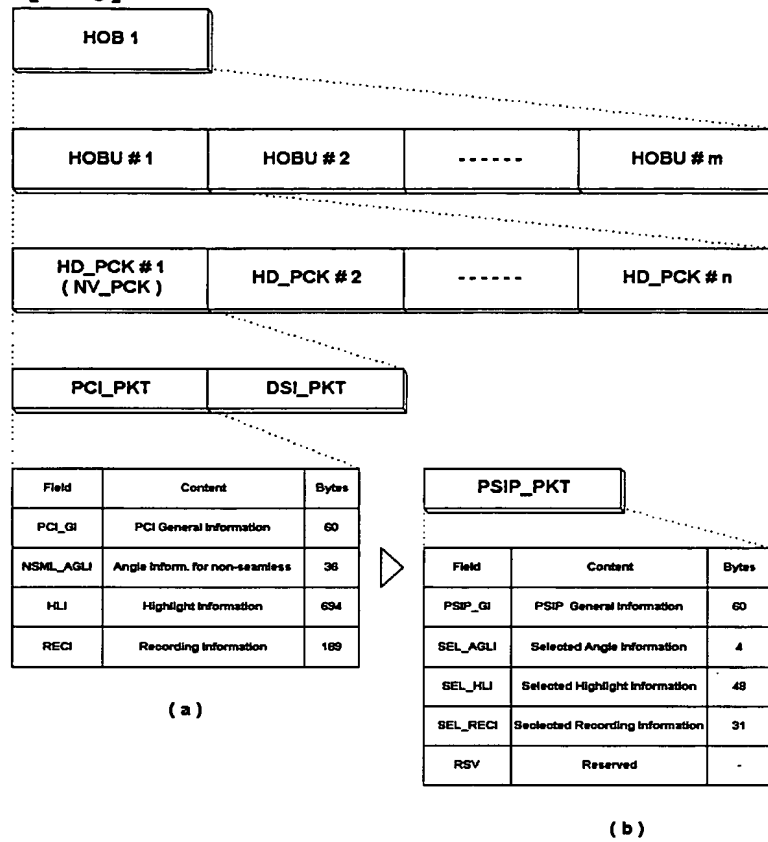 HOB 1
HOBU # 1 HOBU # 2 ------ HOBU # m
HD_PCK # 1
( NV_PCK )
HD_PCK # 2 ------ HD_PCK # n
PCI_PKT DSI_PKT
Field Content Bytes
PCI_GI PCI General Information 60
NSML_AGLI Angle Inform. for non-seamless 36
HLI Highlight Information 694
RECI Recording Information 189
( a )
PSIP_PKT
Field Content Bytes
PSIP_GI PSIP General Information 60
SEL_AGLI Selected Angle Information 4
SEL_HLI Selected Highlight Information 48
SEL_RECI Seclected Recording Information 31
RSV Reserved -
( b )